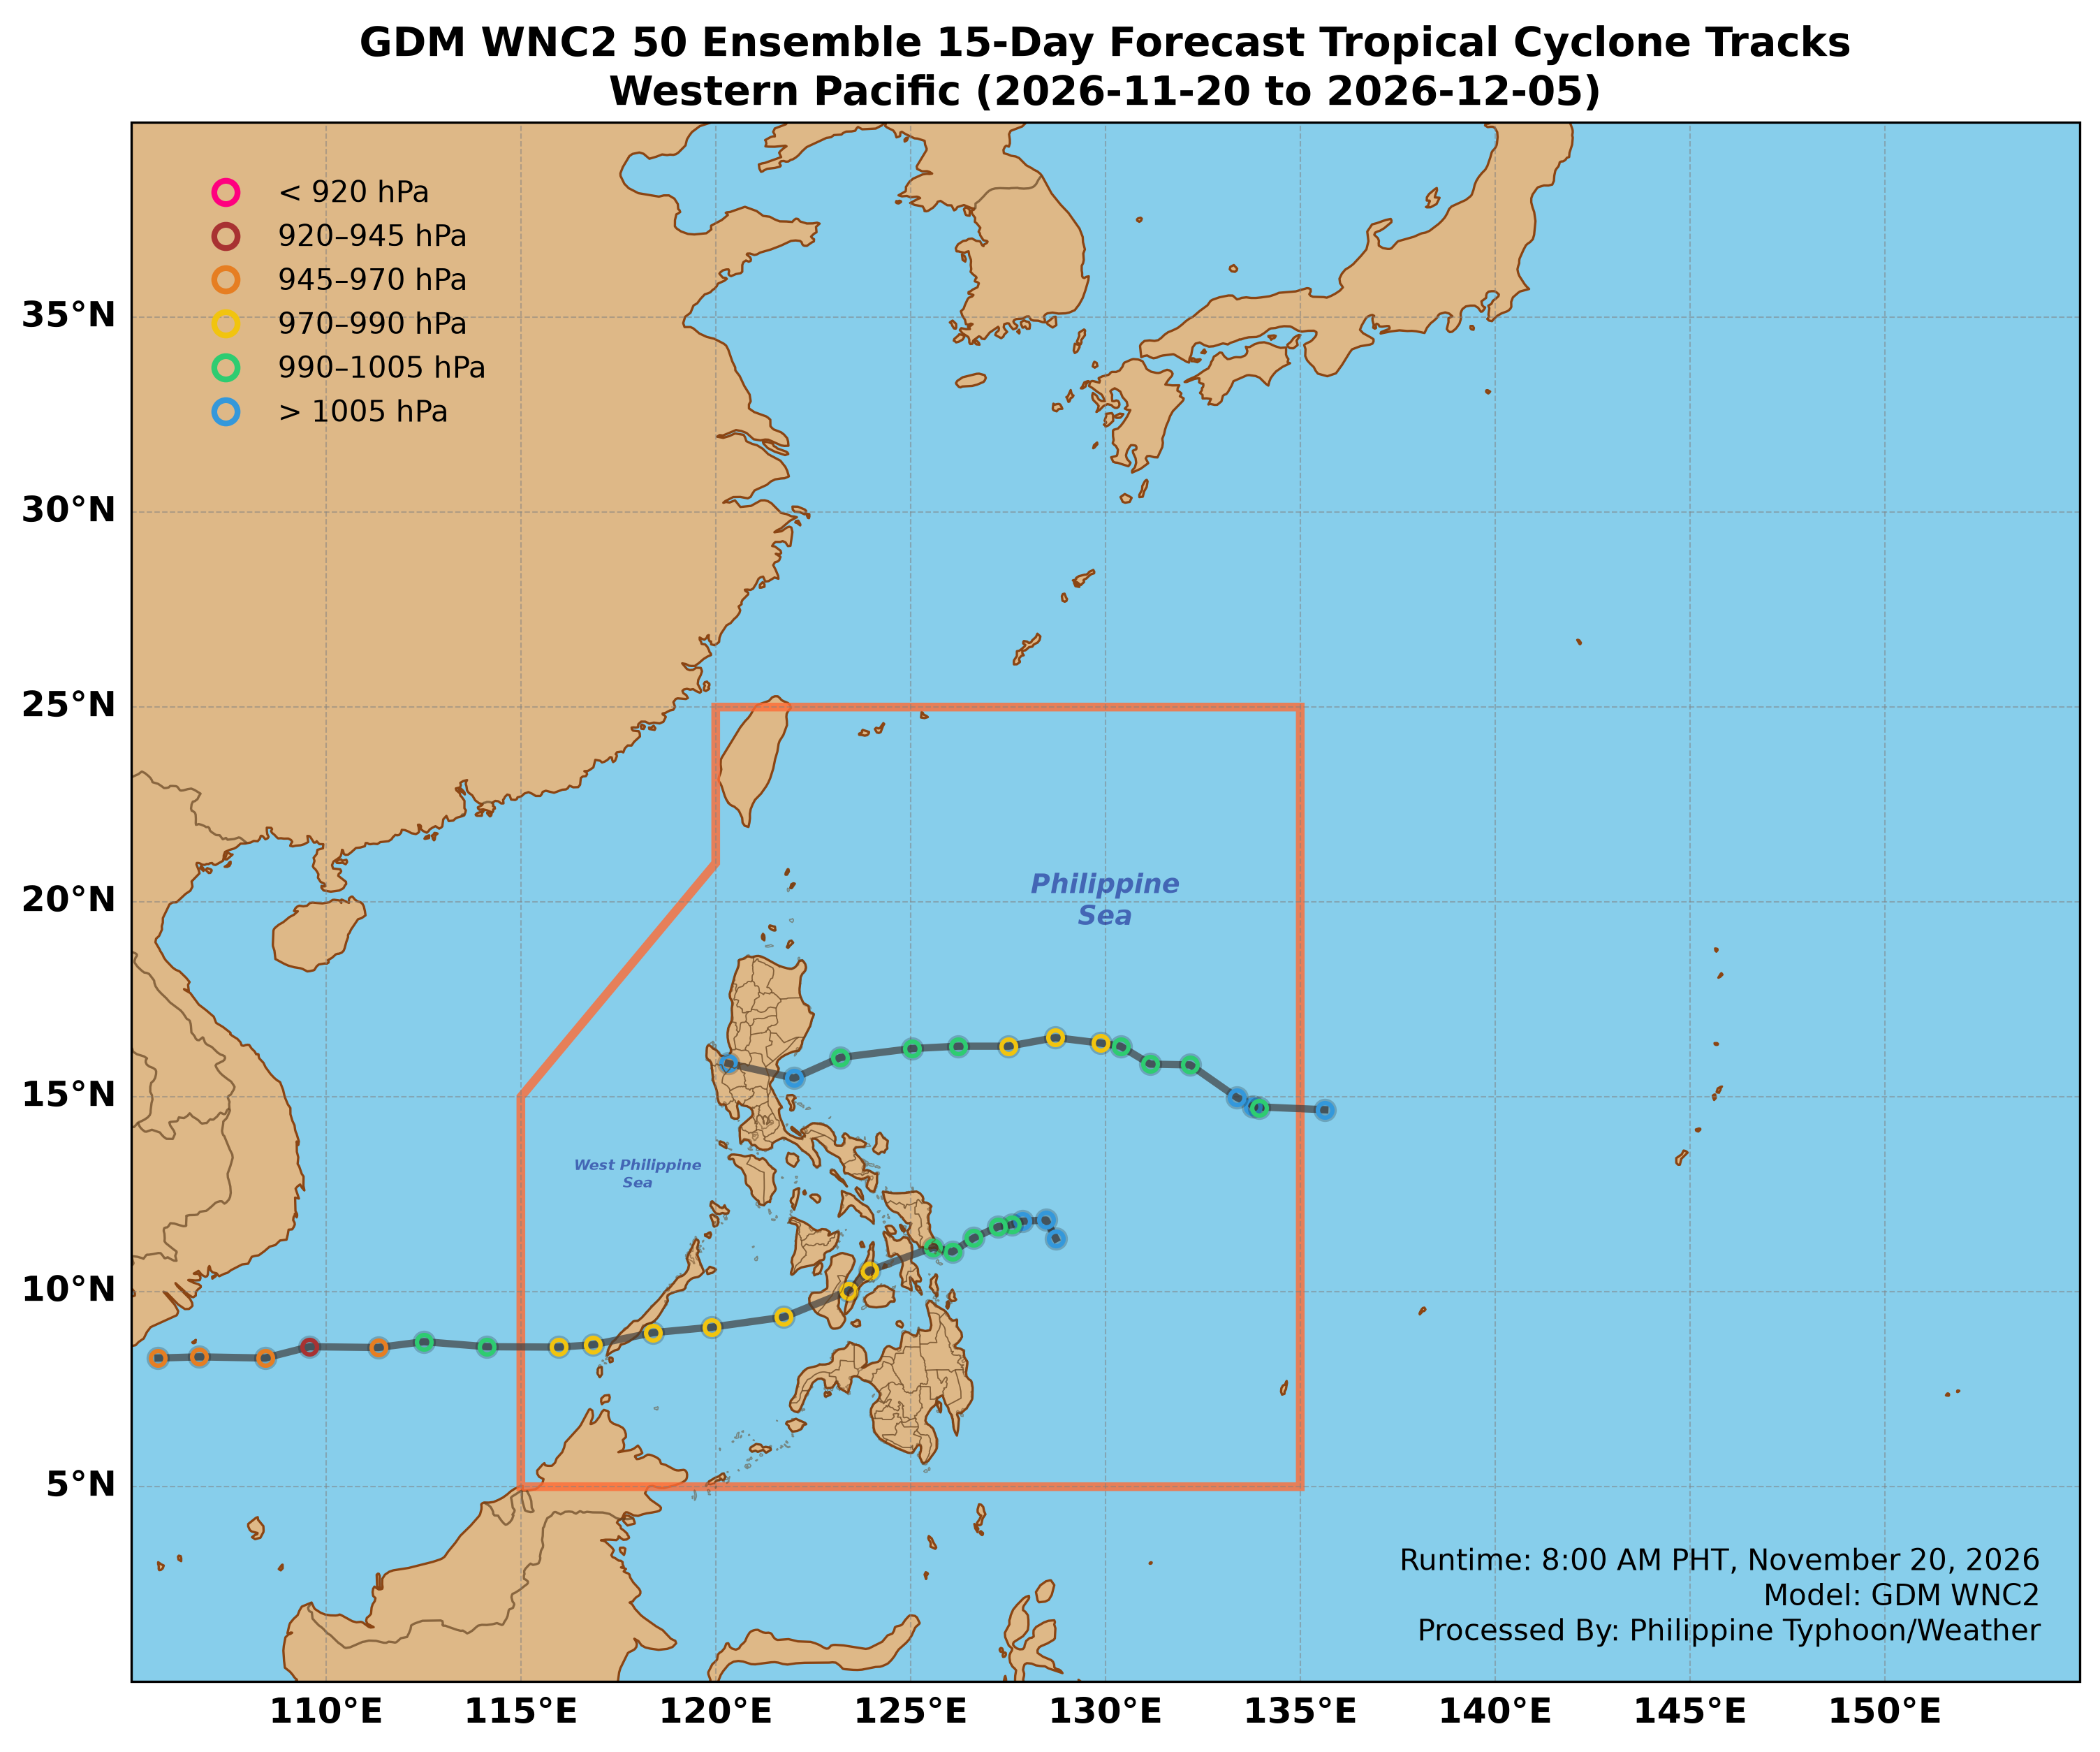 GDM WNC2 50 Ensemble 15-Day Forecast Tropical Cyclone Tracks
Western Pacific (2026-11-20 to 2026-12-05)
< 920 hPa
920–945 hPa
945–970 hPa
970–990 hPa
990–1005 hPa
> 1005 hPa
35°N
30°N
25°N
20°N
15°N
10°N
5°N
Philippine
Sea
West Philippine
Sea
Runtime: 8:00 AM PHT, November 20, 2026
Model: GDM WNC2
Processed By: Philippine Typhoon/Weather
110°E
115°E
120°E
125°E
130°E
135°E
140°E
145°E
150°E